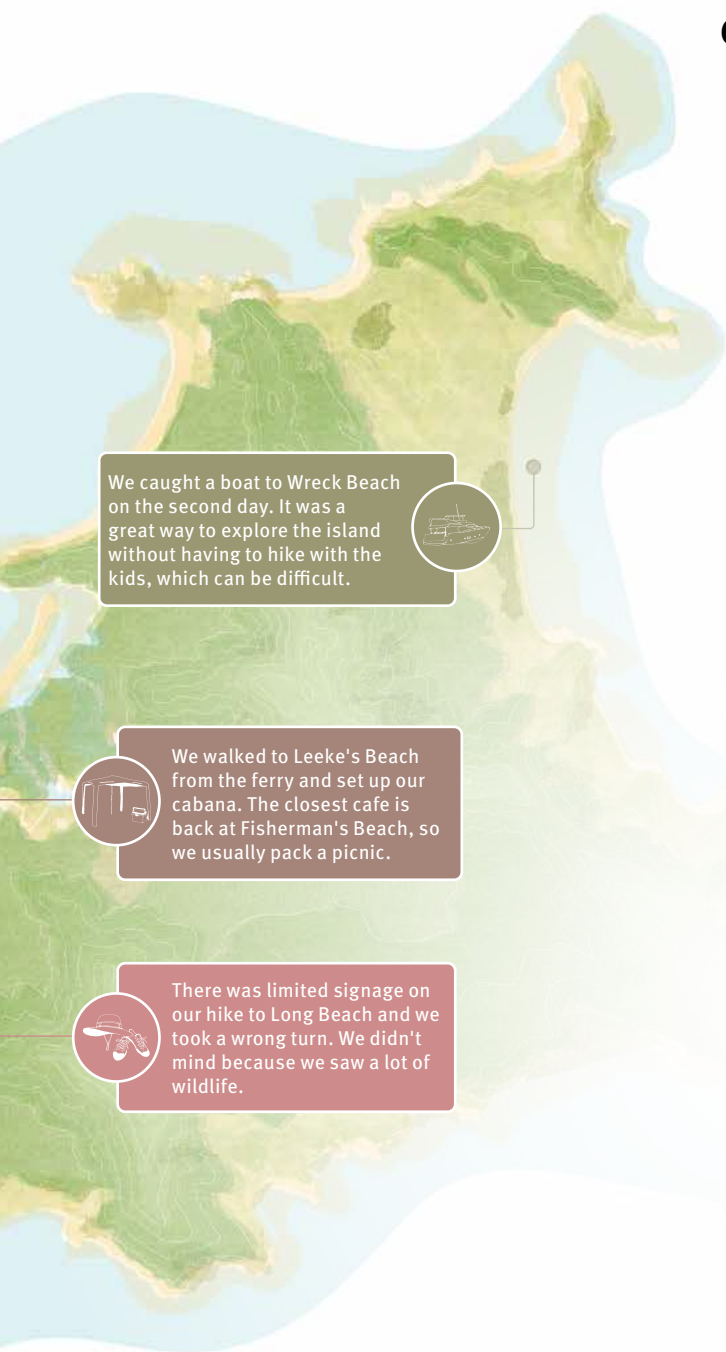 We caught a boat to Wreck Beach
on the second day. It was a
great way to explore the island
without having to hike with the
kids, which can be difficult.
We walked to Leeke's Beach
from the ferry and set up our
cabana. The closest cafe is
back at Fisherman's Beach, so
we usually pack a picnic.
There was limited signage on
our hike to Long Beach and we
took a wrong turn. We didn't
mind because we saw a lot of
wildlife.